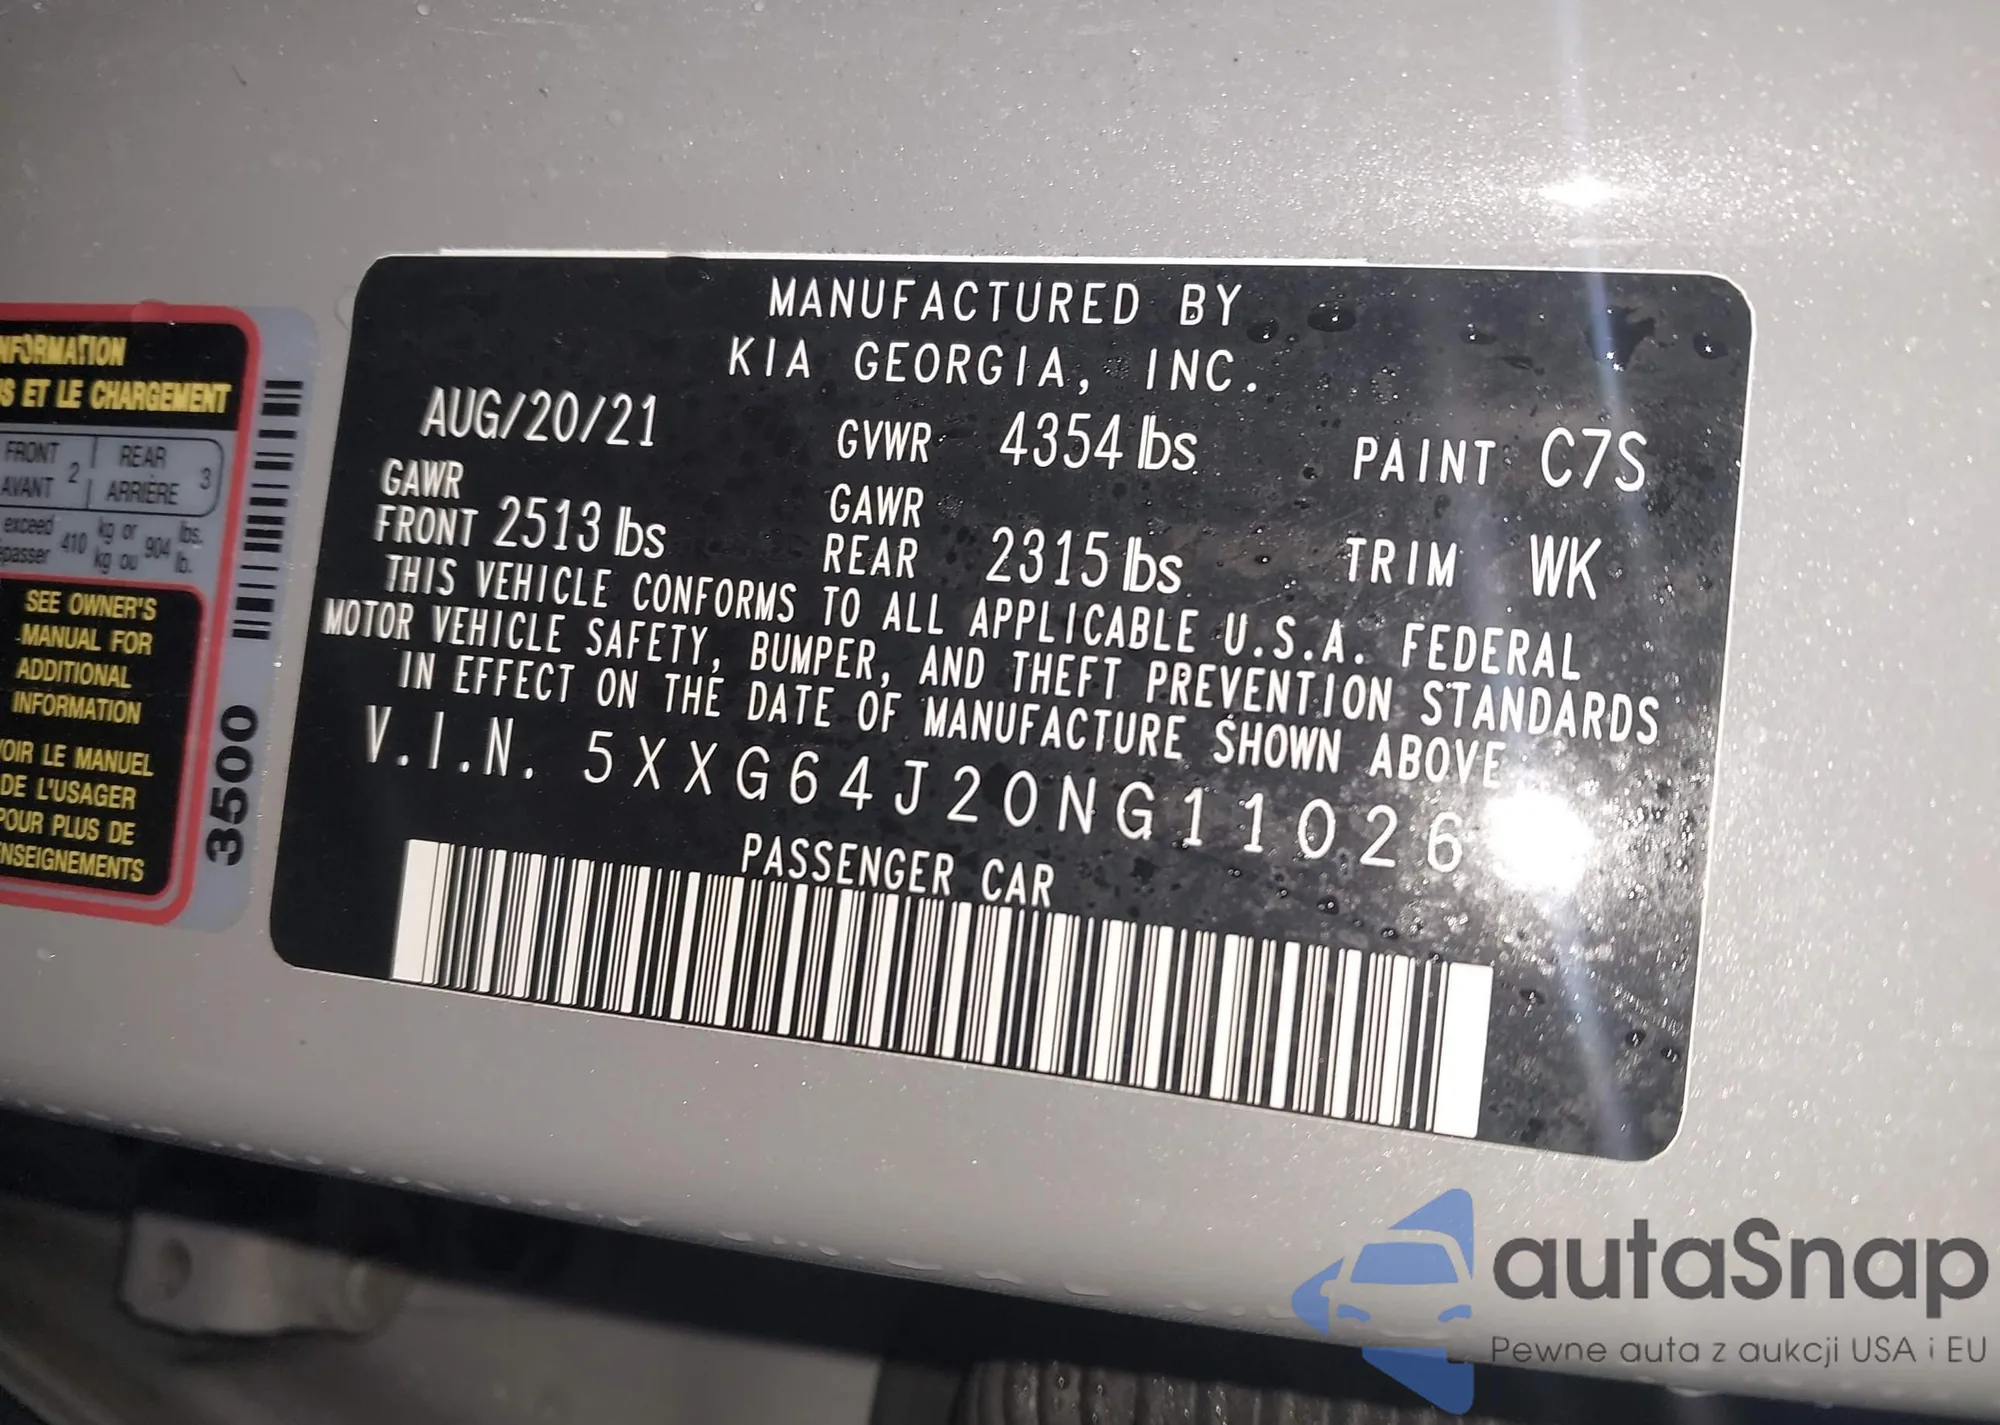 NFORMATION
S ET LE CHARGEMENT
FRONT 2 REAR 3
AVANT ARRIÈRE
exceed 410 kg or 904 lbs.
passer kg ou lb.
SEE OWNER'S
MANUAL FOR
ADDITIONAL
INFORMATION
OIR LE MANUEL
DE L'USAGER
POUR PLUS DE
NSEIGNEMENTS
3500
MANUFACTURED BY
KIA GEORGIA, INC.
AUG/20/21 GVWR 4354 lbs PAINT C7S
GAWR GAWR
FRONT 2513 lbs REAR 2315 lbs TRIM WK
THIS VEHICLE CONFORMS TO ALL APPLICABLE U.S.A. FEDERAL
MOTOR VEHICLE SAFETY, BUMPER, AND THEFT PREVENTION STANDARDS
IN EFFECT ON THE DATE OF MANUFACTURE SHOWN ABOVE
V.I.N. 5XXG64J20NG11026
PASSENGER CAR
autaSnap
Pewne auta z aukcji USA i EU